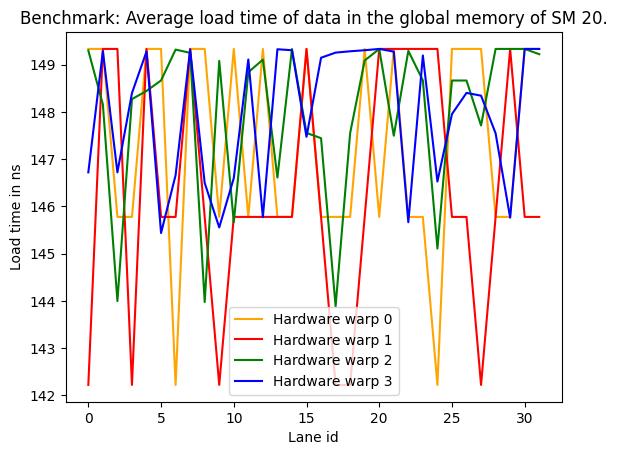 Benchmark: Average load time of data in the global memory of SM 20.
Load time in ns
149
148
147
146
145
144
143
142
Hardware warp 0
Hardware warp 1
Hardware warp 2
Hardware warp 3
0 5 10 15 20 25 30
Lane id